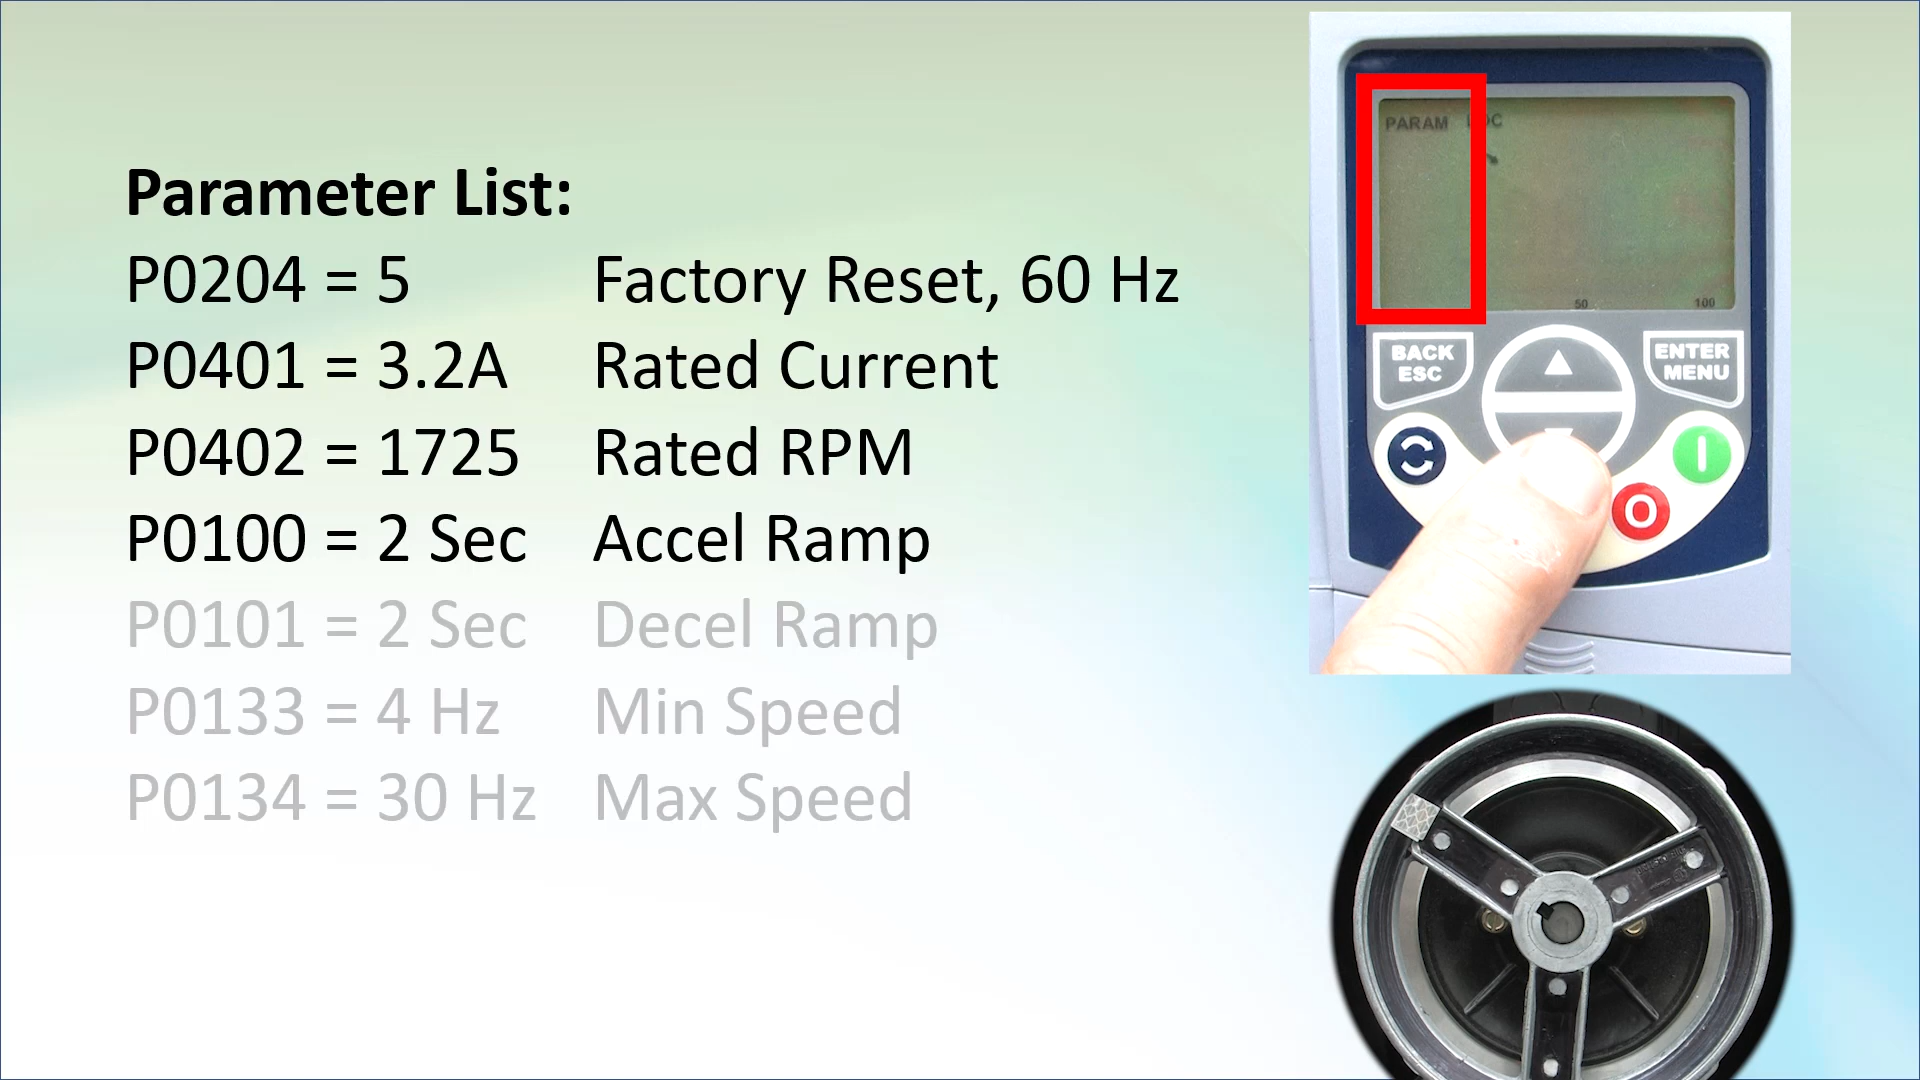 Parameter List:
P0204 = 5 Factory Reset, 60 Hz
P0401 = 3.2A Rated Current
P0402 = 1725 Rated RPM
P0100 = 2 Sec Accel Ramp
P0101 = 2 Sec Decel Ramp
P0133 = 4 Hz Min Speed
P0134 = 30 Hz Max Speed
PARAM
50 100
BACK
ESC
ENTER
MENU